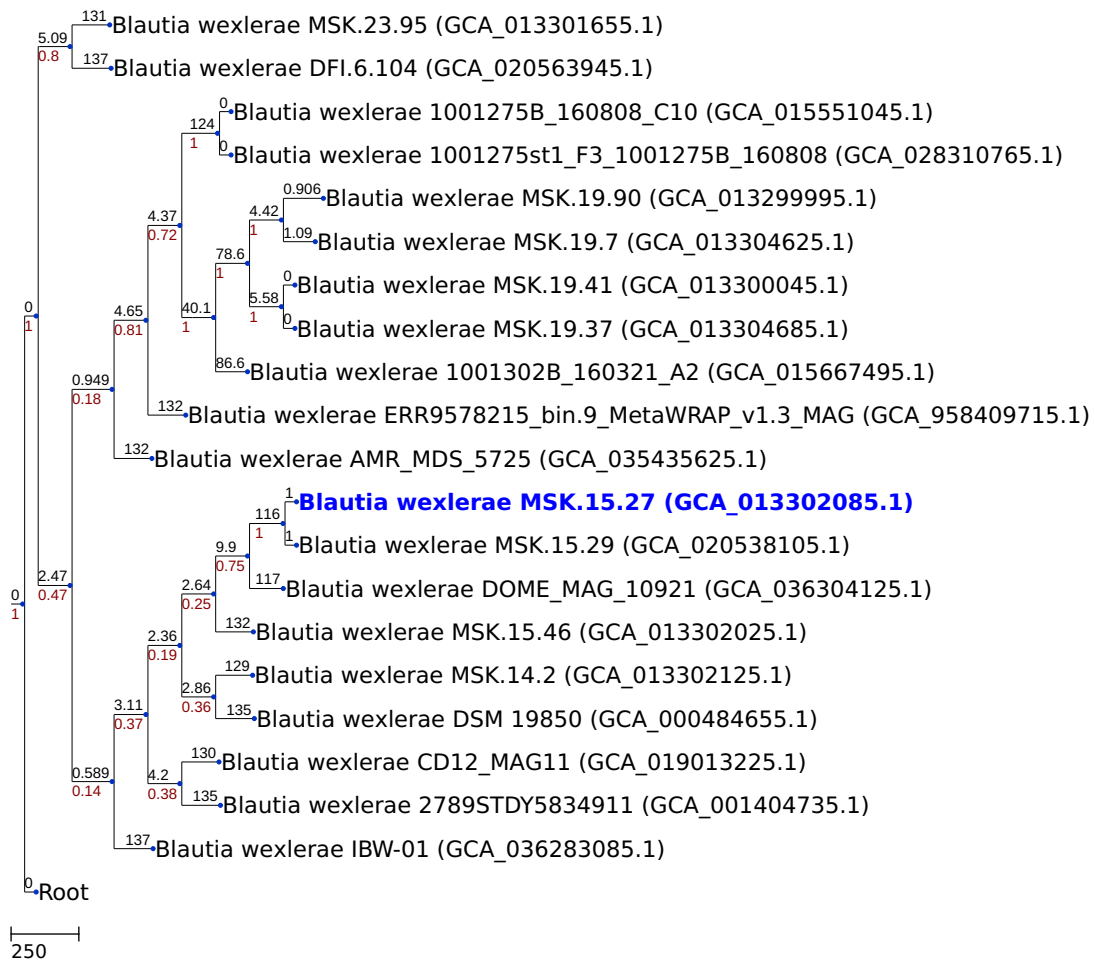 131
Blautia wexlerae MSK.23.95 (GCA_013301655.1)
5.09
0.8
137
Blautia wexlerae DFI.6.104 (GCA_020563945.1)
0
Blautia wexlerae 1001275B_160808_C10 (GCA_015551045.1)
124
1
0
Blautia wexlerae 1001275st1_F3_1001275B_160808 (GCA_028310765.1)
0.906
Blautia wexlerae MSK.19.90 (GCA_013299995.1)
4.37
0.72
4.42
1
1.09
Blautia wexlerae MSK.19.7 (GCA_013304625.1)
78.6
1
0
Blautia wexlerae MSK.19.41 (GCA_013300045.1)
5.58
1
40.1
1
0
1
0
Blautia wexlerae MSK.19.37 (GCA_013304685.1)
4.65
0.81
86.6
Blautia wexlerae 1001302B_160321_A2 (GCA_015667495.1)
0.949
0.18
132
Blautia wexlerae ERR9578215_bin.9_MetaWRAP_v1.3_MAG (GCA_958409715.1)
132
Blautia wexlerae AMR_MDS_5725 (GCA_035435625.1)
1
Blautia wexlerae MSK.15.27 (GCA_013302085.1)
116
1
1
Blautia wexlerae MSK.15.29 (GCA_020538105.1)
9.9
0.75
117
Blautia wexlerae DOME_MAG_10921 (GCA_036304125.1)
2.47
0.47
2.64
0.25
0
1
132
Blautia wexlerae MSK.15.46 (GCA_013302025.1)
2.36
0.19
129
Blautia wexlerae MSK.14.2 (GCA_013302125.1)
2.86
0.36
3.11
0.37
135
Blautia wexlerae DSM 19850 (GCA_000484655.1)
130
Blautia wexlerae CD12_MAG11 (GCA_019013225.1)
0.589
0.14
4.2
0.38
135
Blautia wexlerae 2789STDY5834911 (GCA_001404735.1)
137
Blautia wexlerae IBW-01 (GCA_036283085.1)
0
Root
250